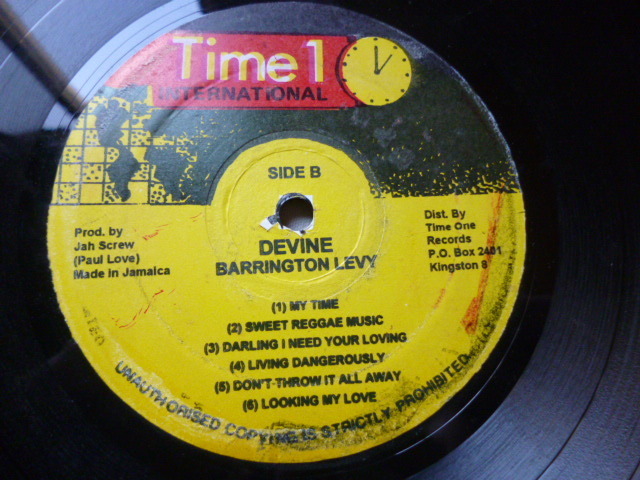 Time 1
INTERNATIONAL
SIDE B
Prod. by
Jah Screw
(Paul Love)
Made in Jamaica
Dist. By
Time One
Records
P.O. Box 2401
Kingston 8
DEVINE
BARRINGTON LEVY
(1) MY TIME
(2) SWEET REGGAE MUSIC
(3) DARLING I NEED YOUR LOVING
(4) LIVING DANGEROUSLY
(5) DON'T THROW IT ALL AWAY
(6) LOOKING MY LOVE
UNAUTHORISED COPYING IS STRICTLY PROHIBITED